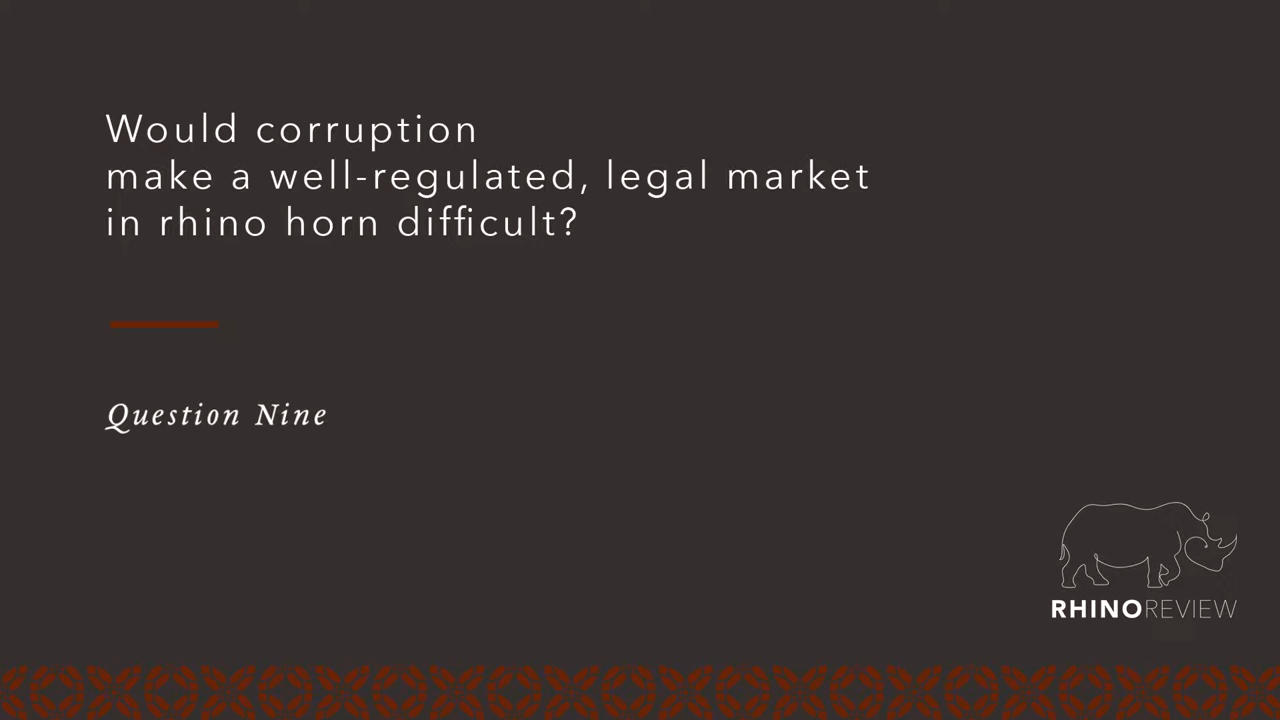 Would corruption
make a well-regulated, legal market
in rhino horn difficult?
Question Nine
RHINOREVIEW